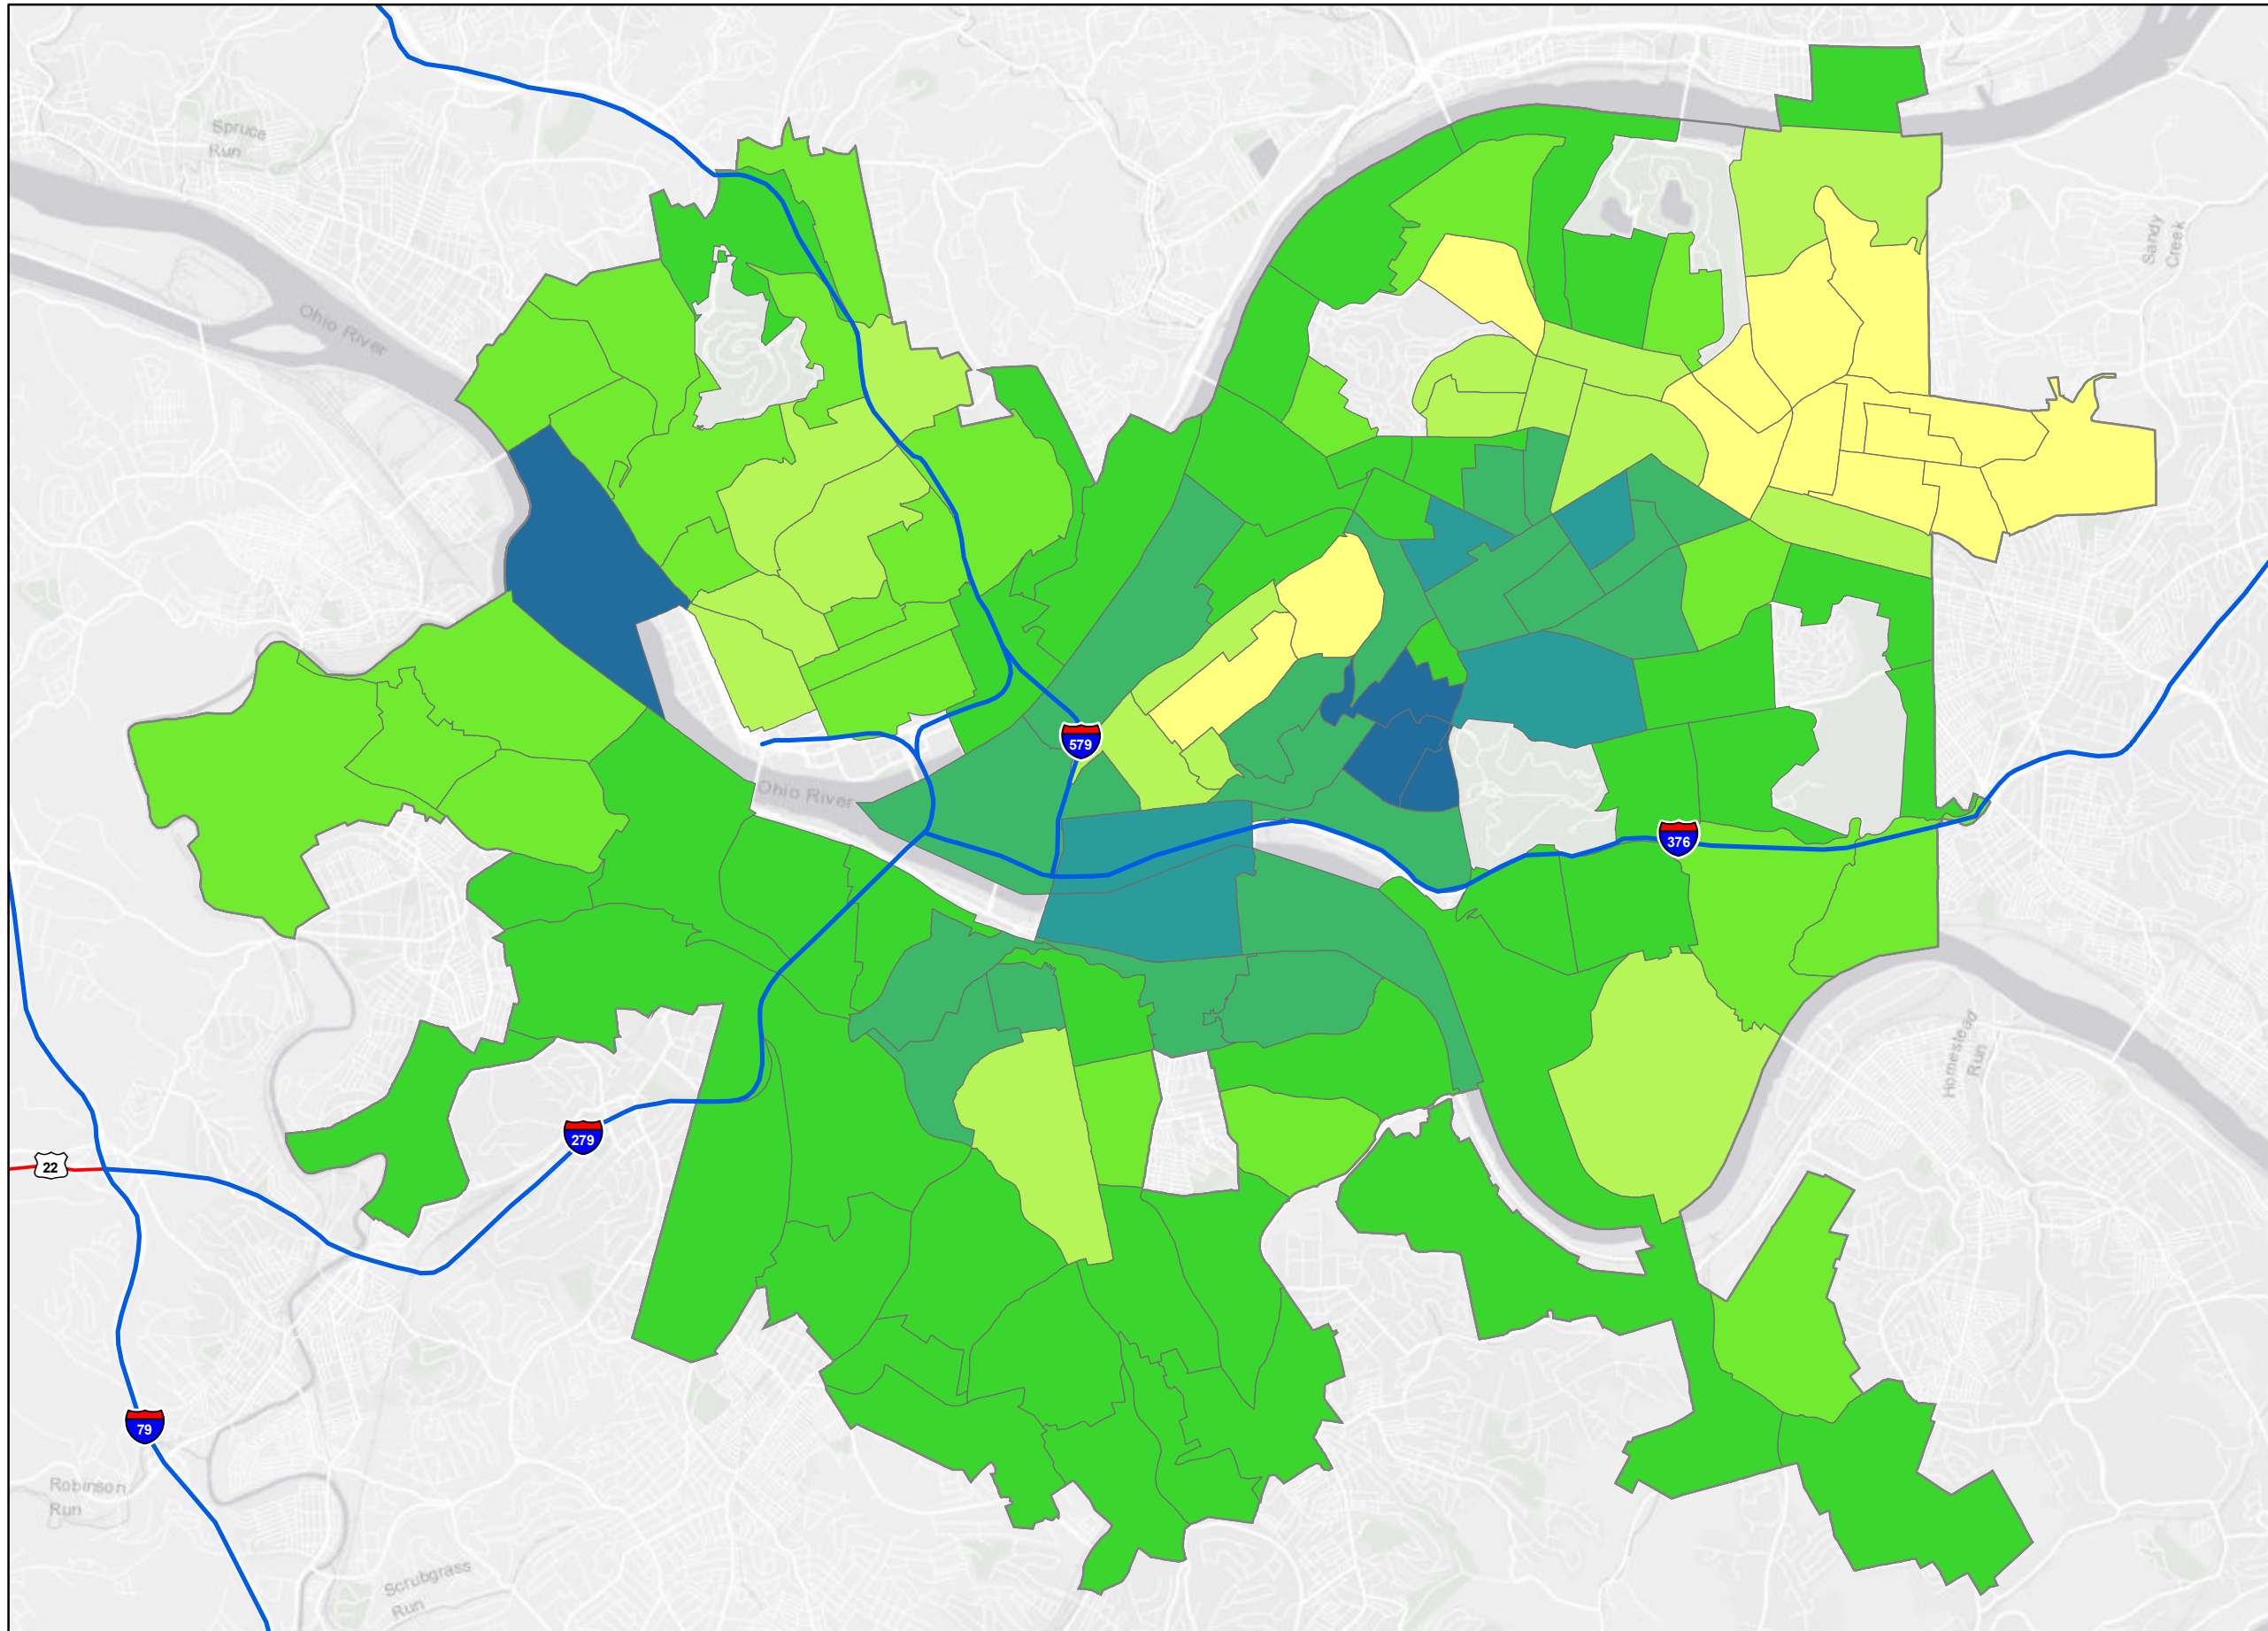 Spruce
Run
Ohio River
Sandy
Creek
579
Ohio River
376
Homestead
Run
279
22
79
Robinson
Run
Scrubgrass
Run